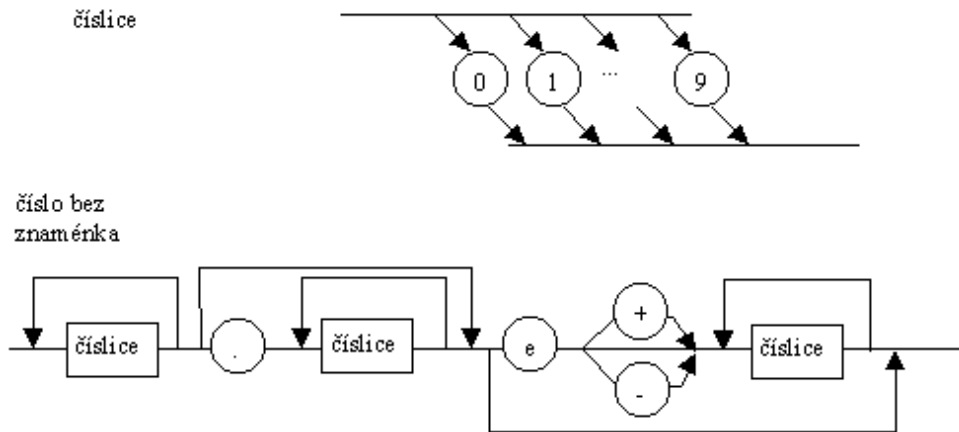 číslice
0 1 ... 9
číslo bez
znaménka
+
číslice . číslice e číslice
-